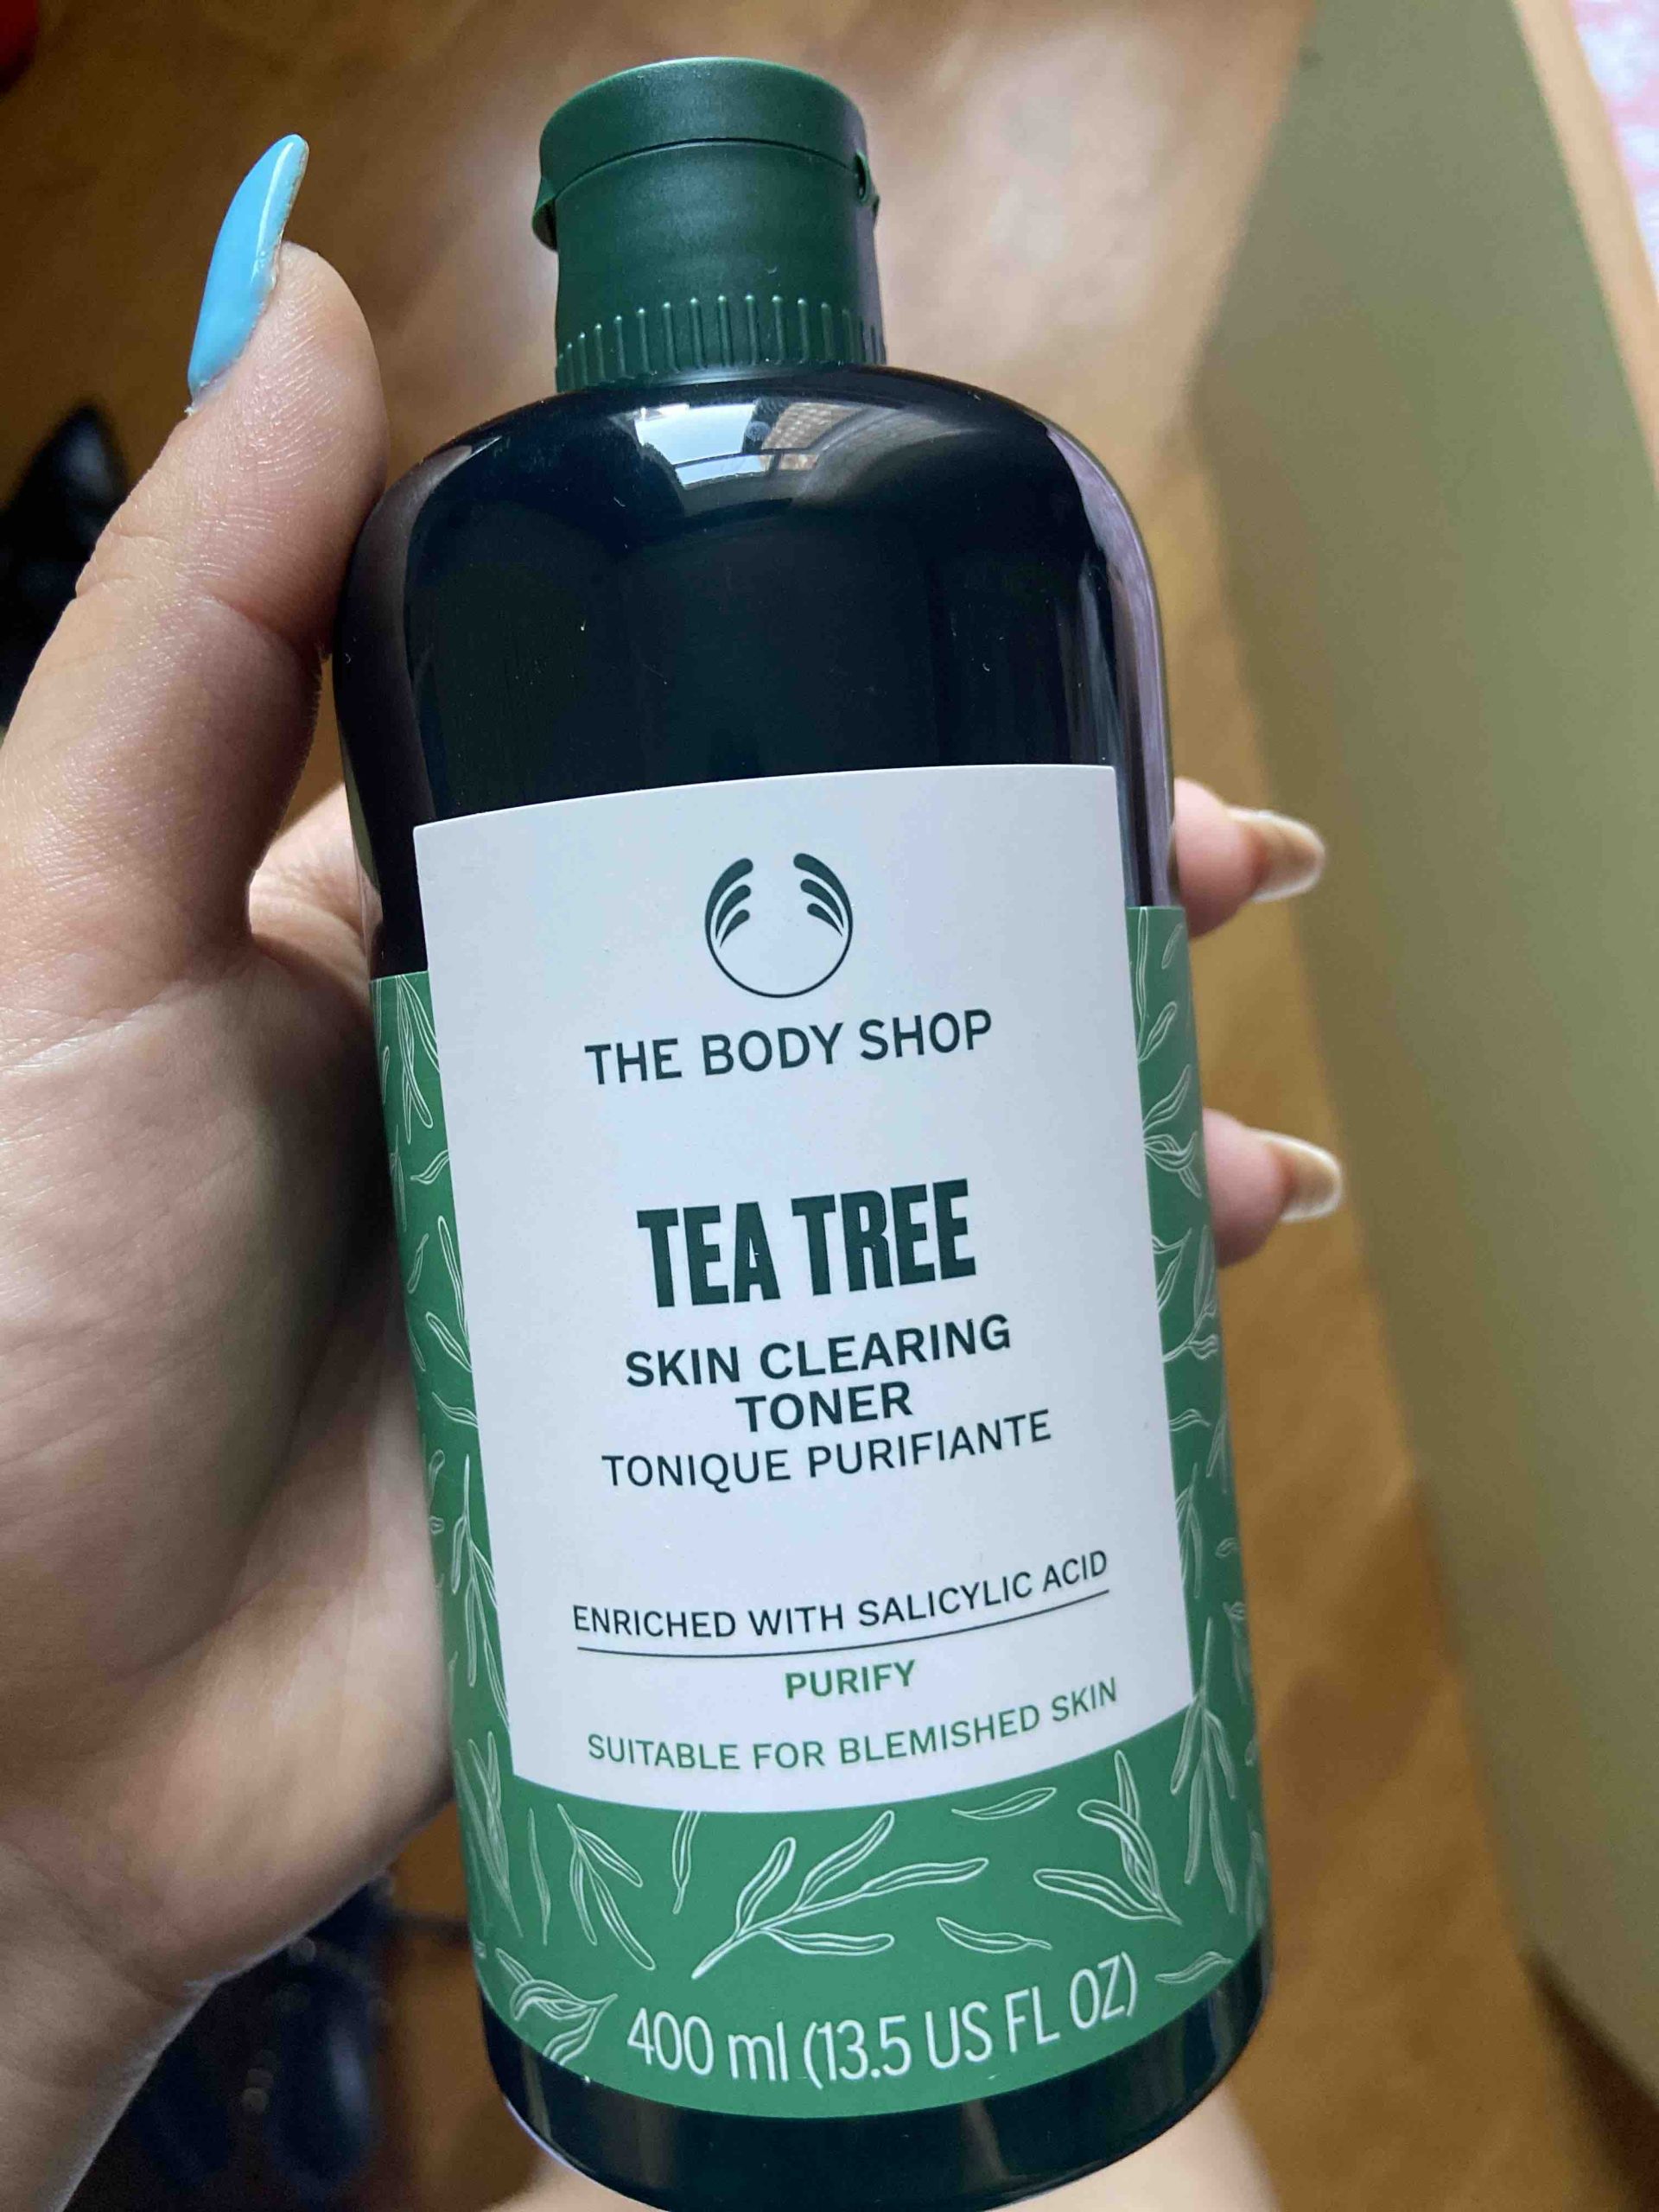 THE BODY SHOP
TEA TREE
SKIN CLEARING
TONER
TONIQUE PURIFIANTE
ENRICHED WITH SALICYLIC ACID
PURIFY
SUITABLE FOR BLEMISHED SKIN
400 ml (13.5 US FL OZ)